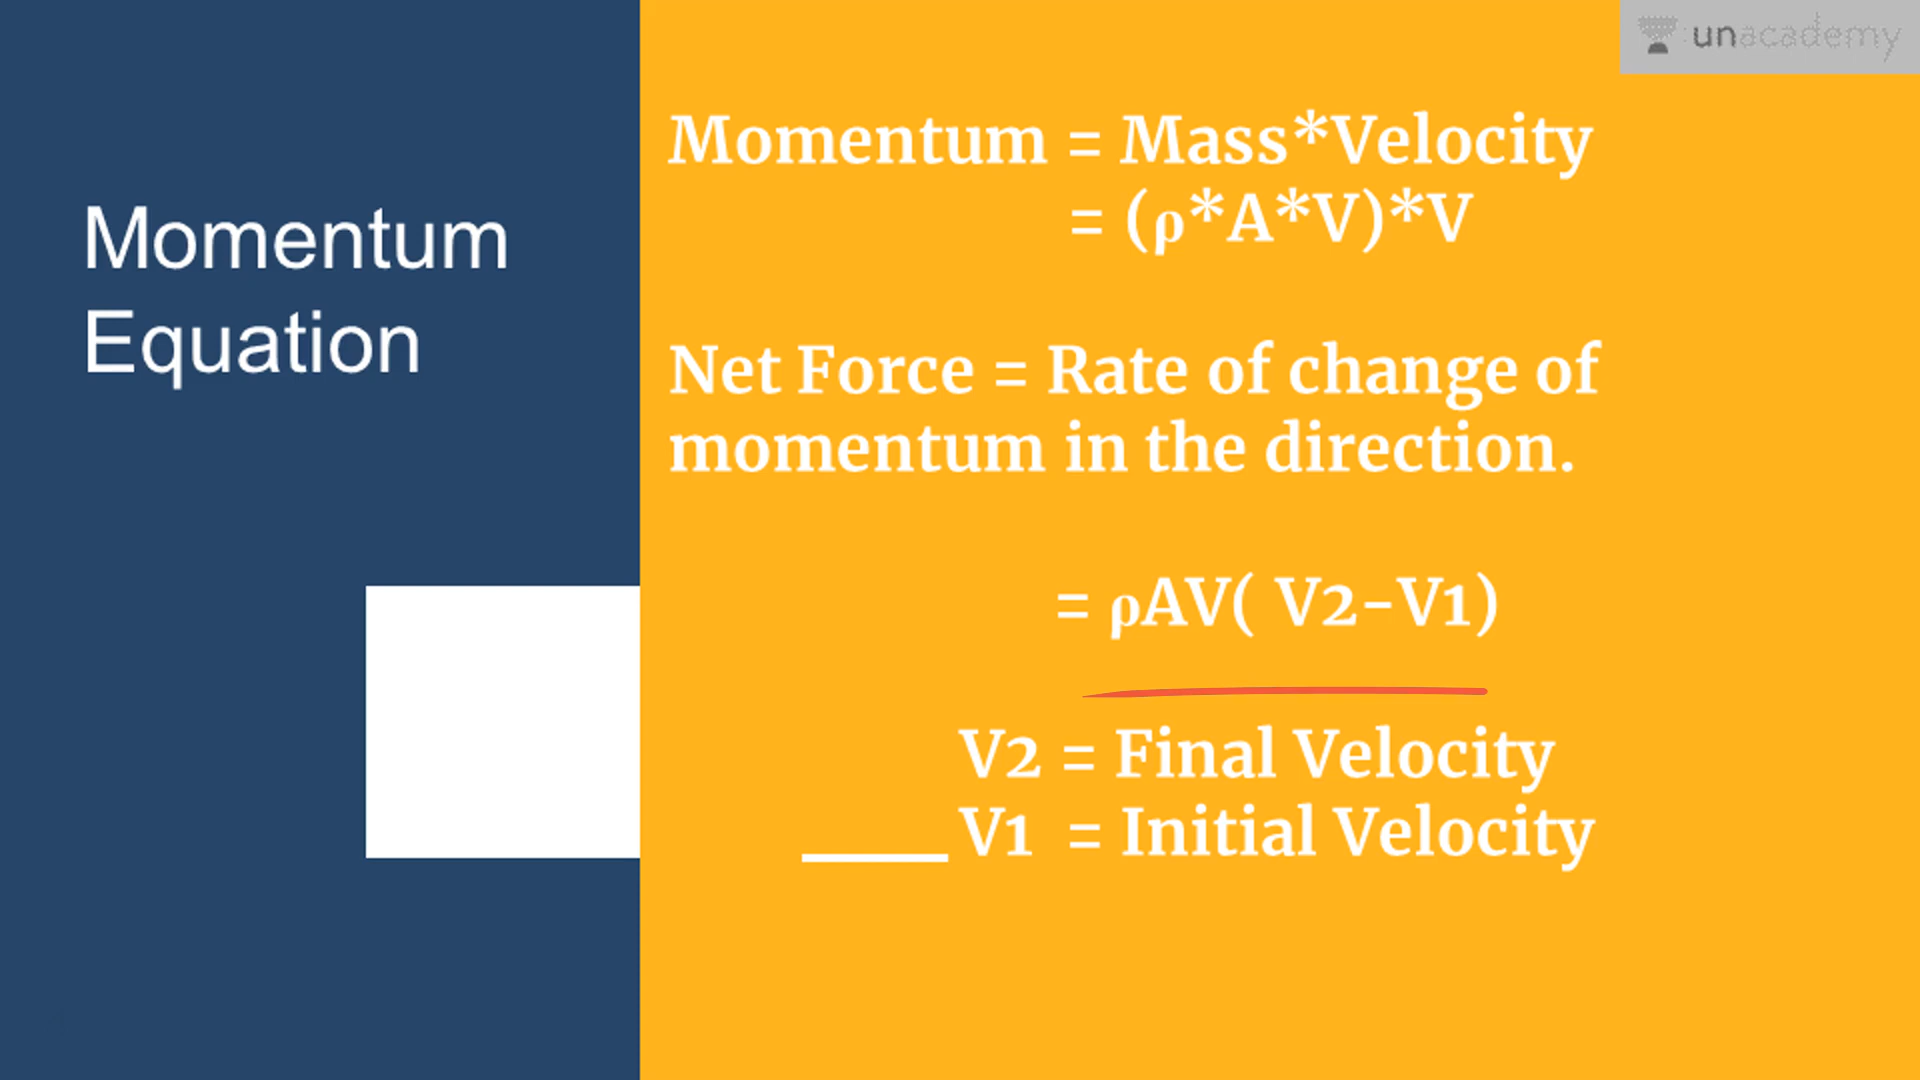 unacademy
Momentum
Equation
Momentum = Mass*Velocity
= (ρ*A*V)*V
Net Force = Rate of change of
momentum in the direction.
= ρAV( V2-V1)
V2 = Final Velocity
V1 = Initial Velocity